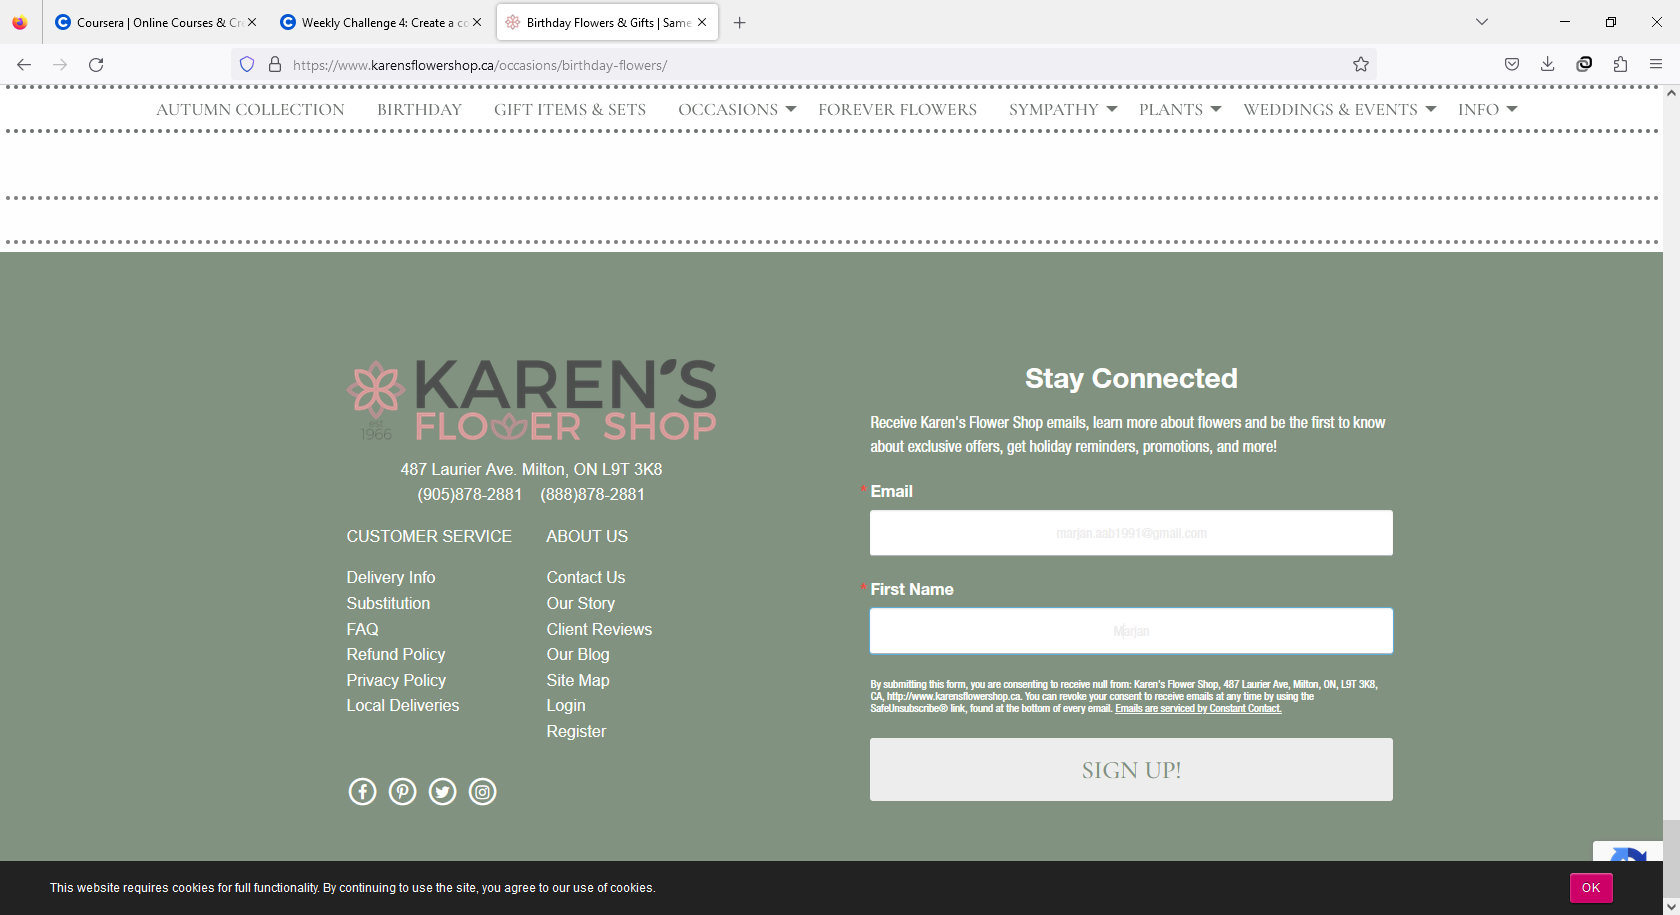 Coursera | Online Courses & Cr
Weekly Challenge 4: Create a co
Birthday Flowers & Gifts | Same
https://www.karensflowershop.ca/occasions/birthday-flowers/
AUTUMN COLLECTION BIRTHDAY GIFT ITEMS & SETS OCCASIONS FOREVER FLOWERS SYMPATHY PLANTS WEDDINGS & EVENTS INFO
KAREN'S
FLOWER SHOP
est
1966
487 Laurier Ave. Milton, ON L9T 3K8
(905)878-2881 (888)878-2881
CUSTOMER SERVICE
Delivery Info
Substitution
FAQ
Refund Policy
Privacy Policy
Local Deliveries
ABOUT US
Contact Us
Our Story
Client Reviews
Our Blog
Site Map
Login
Register
Stay Connected
Receive Karen's Flower Shop emails, learn more about flowers and be the first to know
about exclusive offers, get holiday reminders, promotions, and more!
* Email
marjan.aab1991@gmail.com
* First Name
Marjan
By submitting this form, you are consenting to receive null from: Karen's Flower Shop, 487 Laurier Ave, Milton, ON, L9T 3K8,
CA, http://www.karensflowershop.ca. You can revoke your consent to receive emails at any time by using the
SafeUnsubscribe® link, found at the bottom of every email. Emails are serviced by Constant Contact.
SIGN UP!
This website requires cookies for full functionality. By continuing to use the site, you agree to our use of cookies.
OK